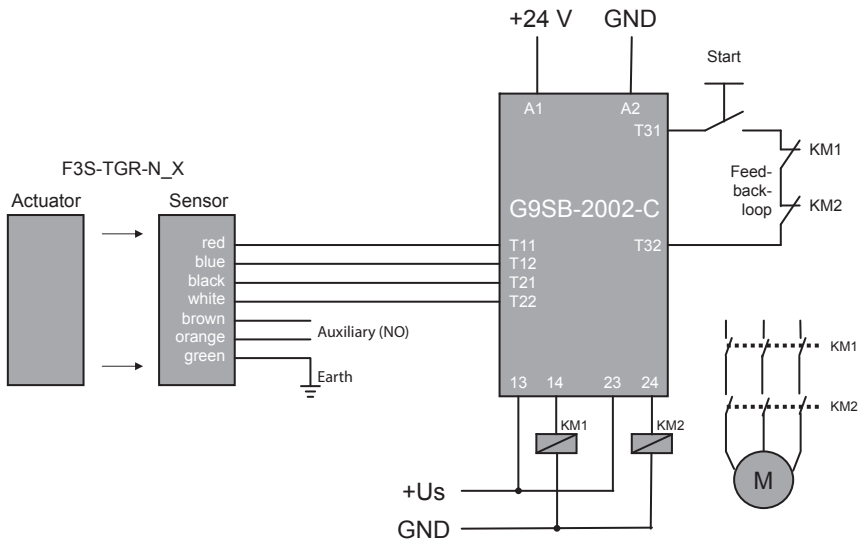 +24 V GND
Start
A1 A2
T31
F3S-TGR-N_X
KM1
Feed-
back-
loop
Actuator Sensor
G9SB-2002-C
KM2
red T11 T32
blue T12
black T21
white T22
brown
orange
Auxiliary (NO)
green
Earth
KM1
13 14 23 24
KM2
KM1 KM2
M
+Us
GND